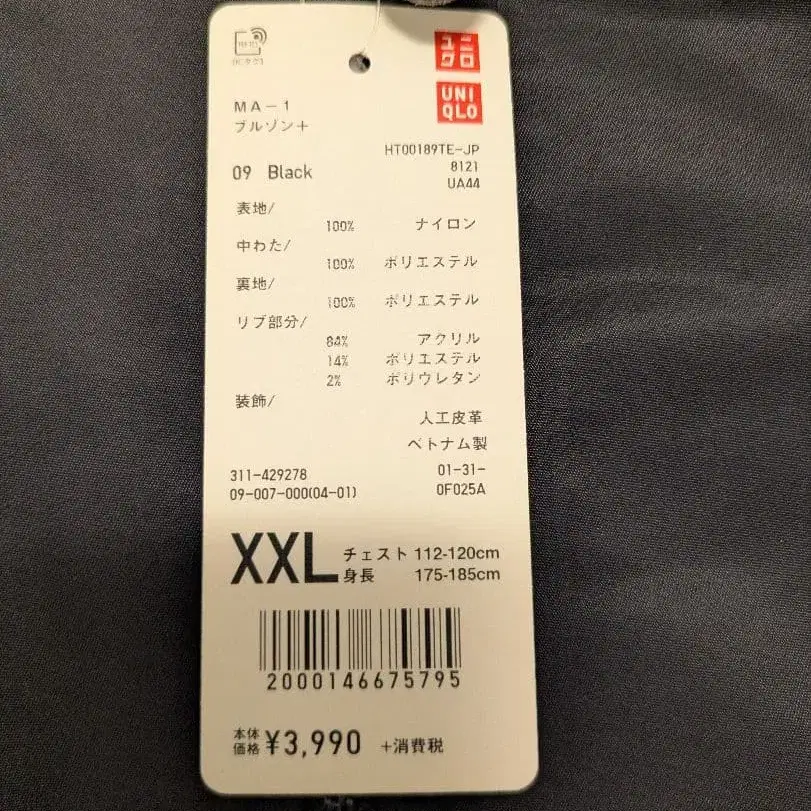 ユニ
クロ
UNI
QLO
MA-1
ブルゾン+
HT00189TE-JP
09 Black
8121
UA44
表地/
100% ナイロン
中わた/
100% ポリエステル
裏地/
100% ポリエステル
リブ部分/
84% アクリル
14% ポリエステル
2% ポリウレタン
装飾/
人工皮革
ベトナム製
311-429278 01-31-
09-007-000(04-01) 0F025A
XXL チェスト 112-120cm
身長 175-185cm
2000146675795
本体
価格 ¥3,990 +消費税